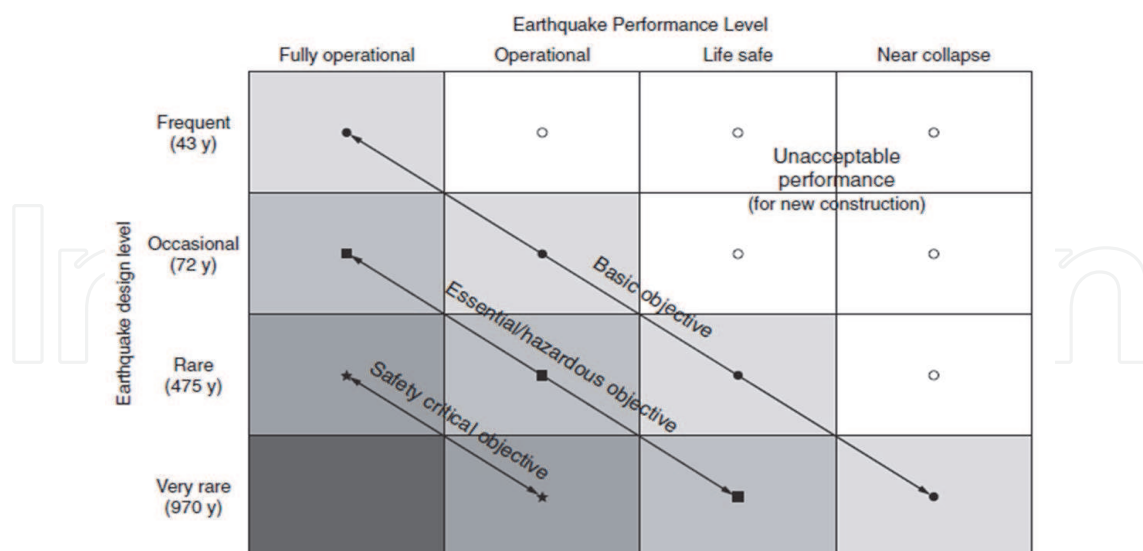 Earthquake Performance Level
Fully operational
Operational
Life safe
Near collapse
Earthquake design level
Frequent
(43 y)
Unacceptable
performance
(for new construction)
Occasional
(72 y)
Basic objective
Essential/hazardous objective
Rare
(475 y)
Safety critical objective
Very rare
(970 y)